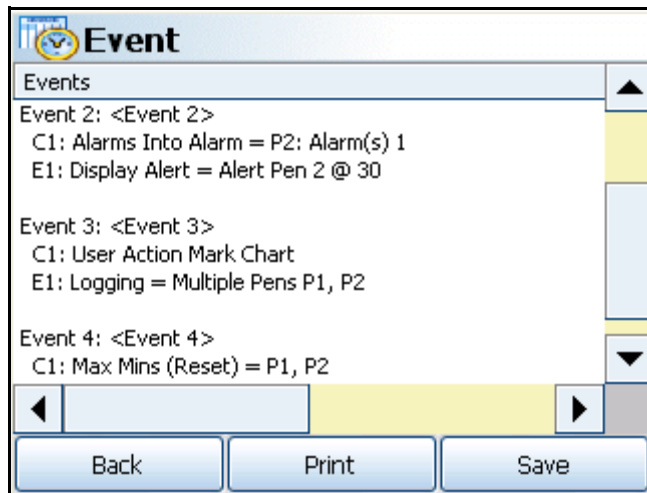 Event
Events
Event 2: <Event 2>
C1: Alarms Into Alarm = P2: Alarm(s) 1
E1: Display Alert = Alert Pen 2 @ 30
Event 3: <Event 3>
C1: User Action Mark Chart
E1: Logging = Multiple Pens P1, P2
Event 4: <Event 4>
C1: Max Mins (Reset) = P1, P2
Back Print Save